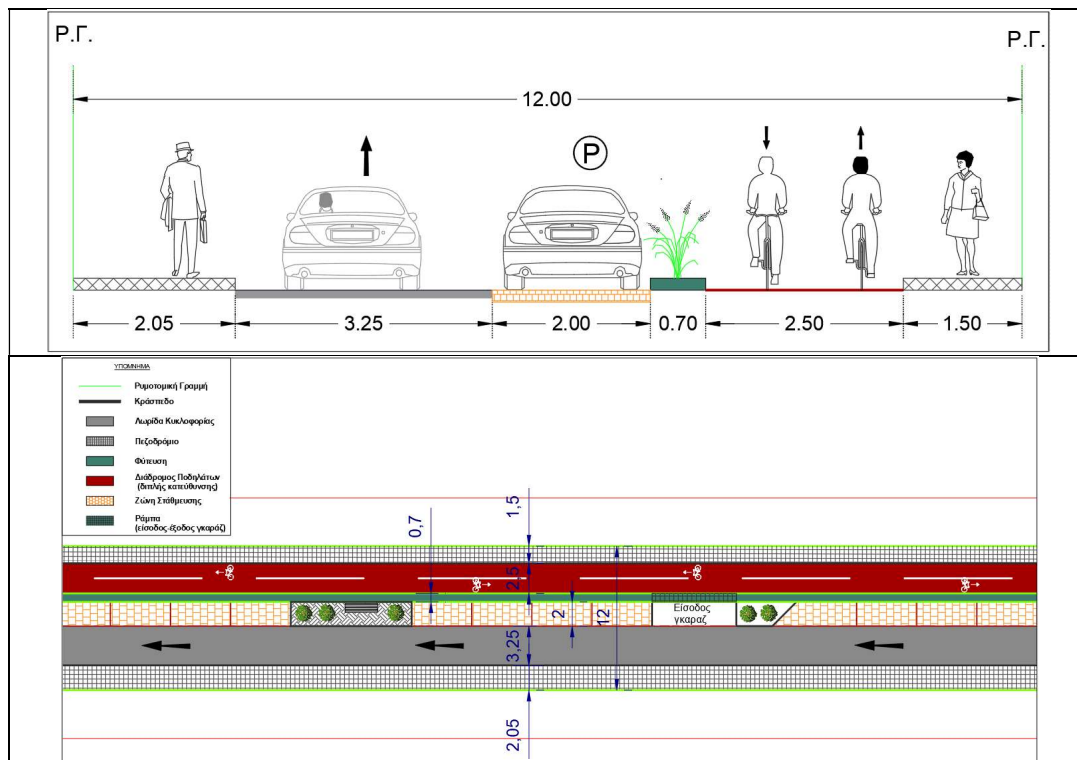 Ρ.Γ.
Ρ.Γ.
12.00
P
2.05
3.25
2.00
0.70
2.50
1.50
ΥΠΟΜΝΗΜΑ
Ρυμοτομική Γραμμή
Κράσπεδο
Λωρίδα Κυκλοφορίας
Πεζοδρόμιο
Φύτευση
Διάδρομος Ποδηλάτων
(διπλής κατεύθυνσης)
Ζώνη Στάθμευσης
Ράμπα
(είσοδος-έξοδος γκαράζ)
0,7
1,5
2,5
2
12
Είσοδος
γκαραζ
3,25
2,05